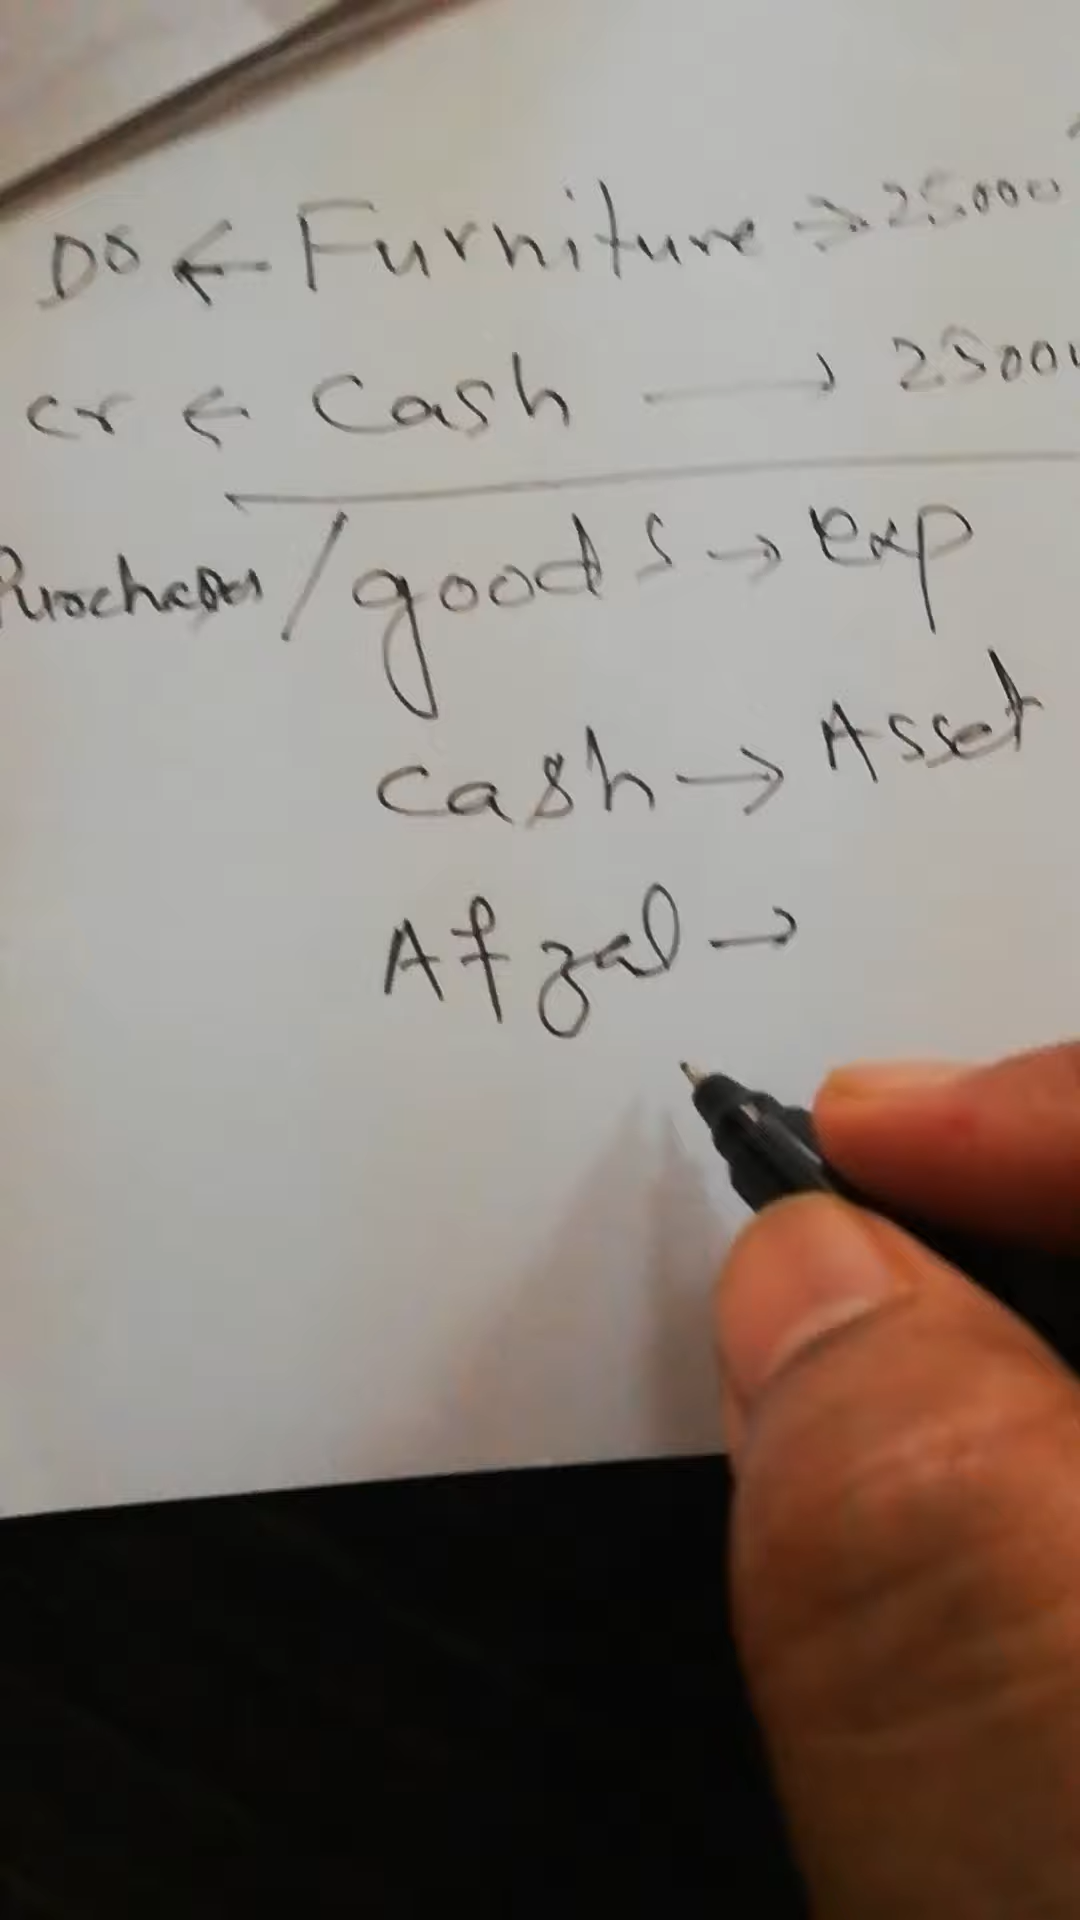 Dr ← Furniture → 25000
Cr ← Cash → 25000
Purchases / goods → exp
Cash → Asset
Afzal →